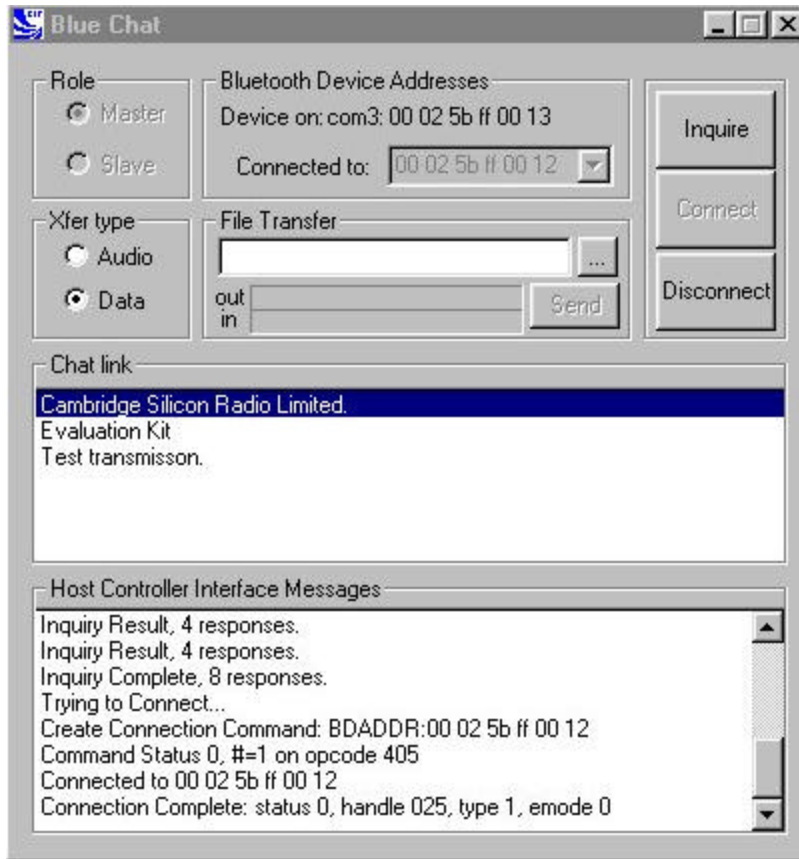 Blue Chat
Role
Master
Slave
Bluetooth Device Addresses
Device on: com3: 00 02 5b ff 00 13
Connected to: 00 02 5b ff 00 12
Inquire
Connect
Disconnect
Xfer type
Audio
Data
File Transfer
...
out
in
Send
Chat link
Cambridge Silicon Radio Limited.
Evaluation Kit
Test transmisson.
Host Controller Interface Messages
Inquiry Result, 4 responses.
Inquiry Result, 4 responses.
Inquiry Complete, 8 responses.
Trying to Connect...
Create Connection Command: BDADDR:00 02 5b ff 00 12
Command Status 0, #=1 on opcode 405
Connected to 00 02 5b ff 00 12
Connection Complete: status 0, handle 025, type 1, emode 0